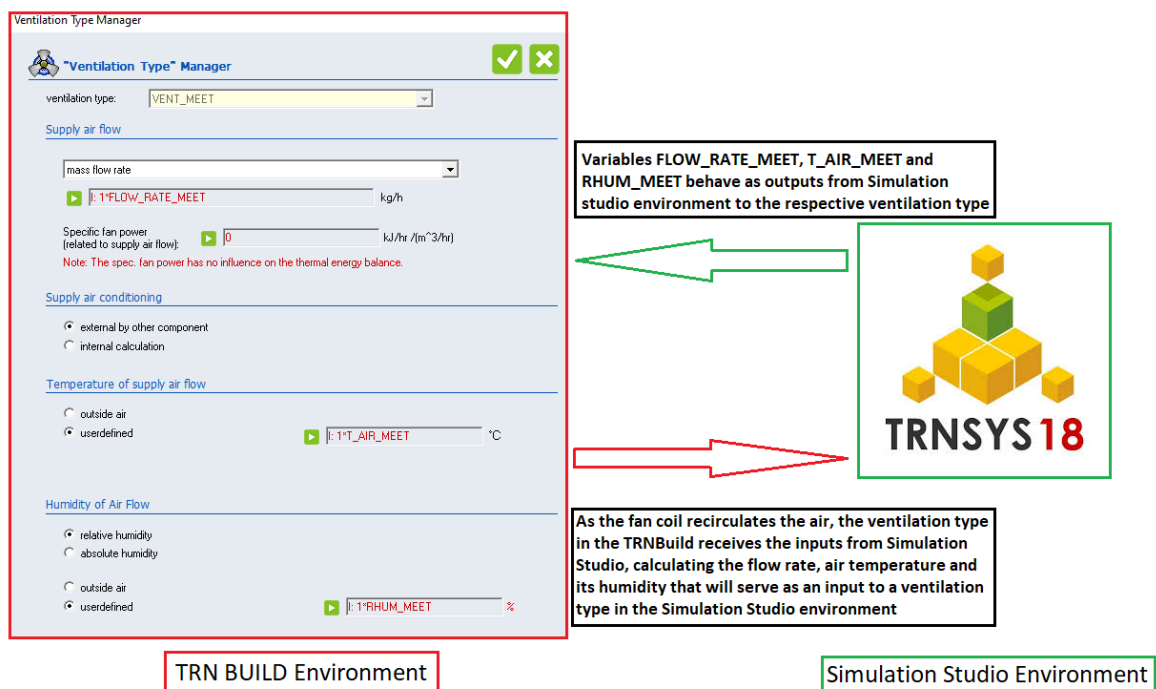 Ventilation Type Manager
"Ventilation Type" Manager
ventilation type: VENT_MEET
Supply air flow
mass flow rate
I: 1*FLOW_RATE_MEET kg/h
Specific fan power
(related to supply air flow): 0 kJ/hr /(m^3/hr)
Note: The spec. fan power has no influence on the thermal energy balance.
Supply air conditioning
external by other component
internal calculation
Temperature of supply air flow
outside air
userdefined I: 1*T_AIR_MEET °C
Humidity of Air Flow
relative humidity
absolute humidity
outside air
userdefined I: 1*RHUM_MEET %
TRN BUILD Environment
Variables FLOW_RATE_MEET, T_AIR_MEET and
RHUM_MEET behave as outputs from Simulation
studio environment to the respective ventilation type
TRNSYS 18
As the fan coil recirculates the air, the ventilation type
in the TRNBuild receives the inputs from Simulation
Studio, calculating the flow rate, air temperature and
its humidity that will serve as an input to a ventilation
type in the Simulation Studio environment
Simulation Studio Environment